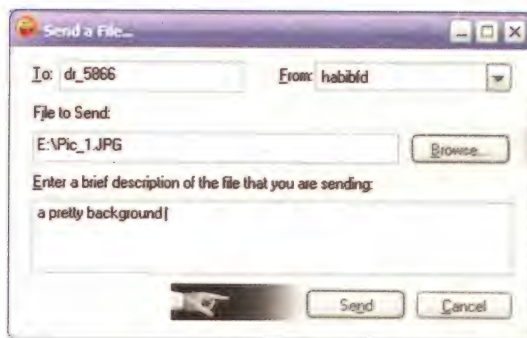 Send a File...
To: dr_5866 From: habibfd
File to Send:
E:\Pic_1.JPG Browse...
Enter a brief description of the file that you are sending:
a pretty background
Send Cancel